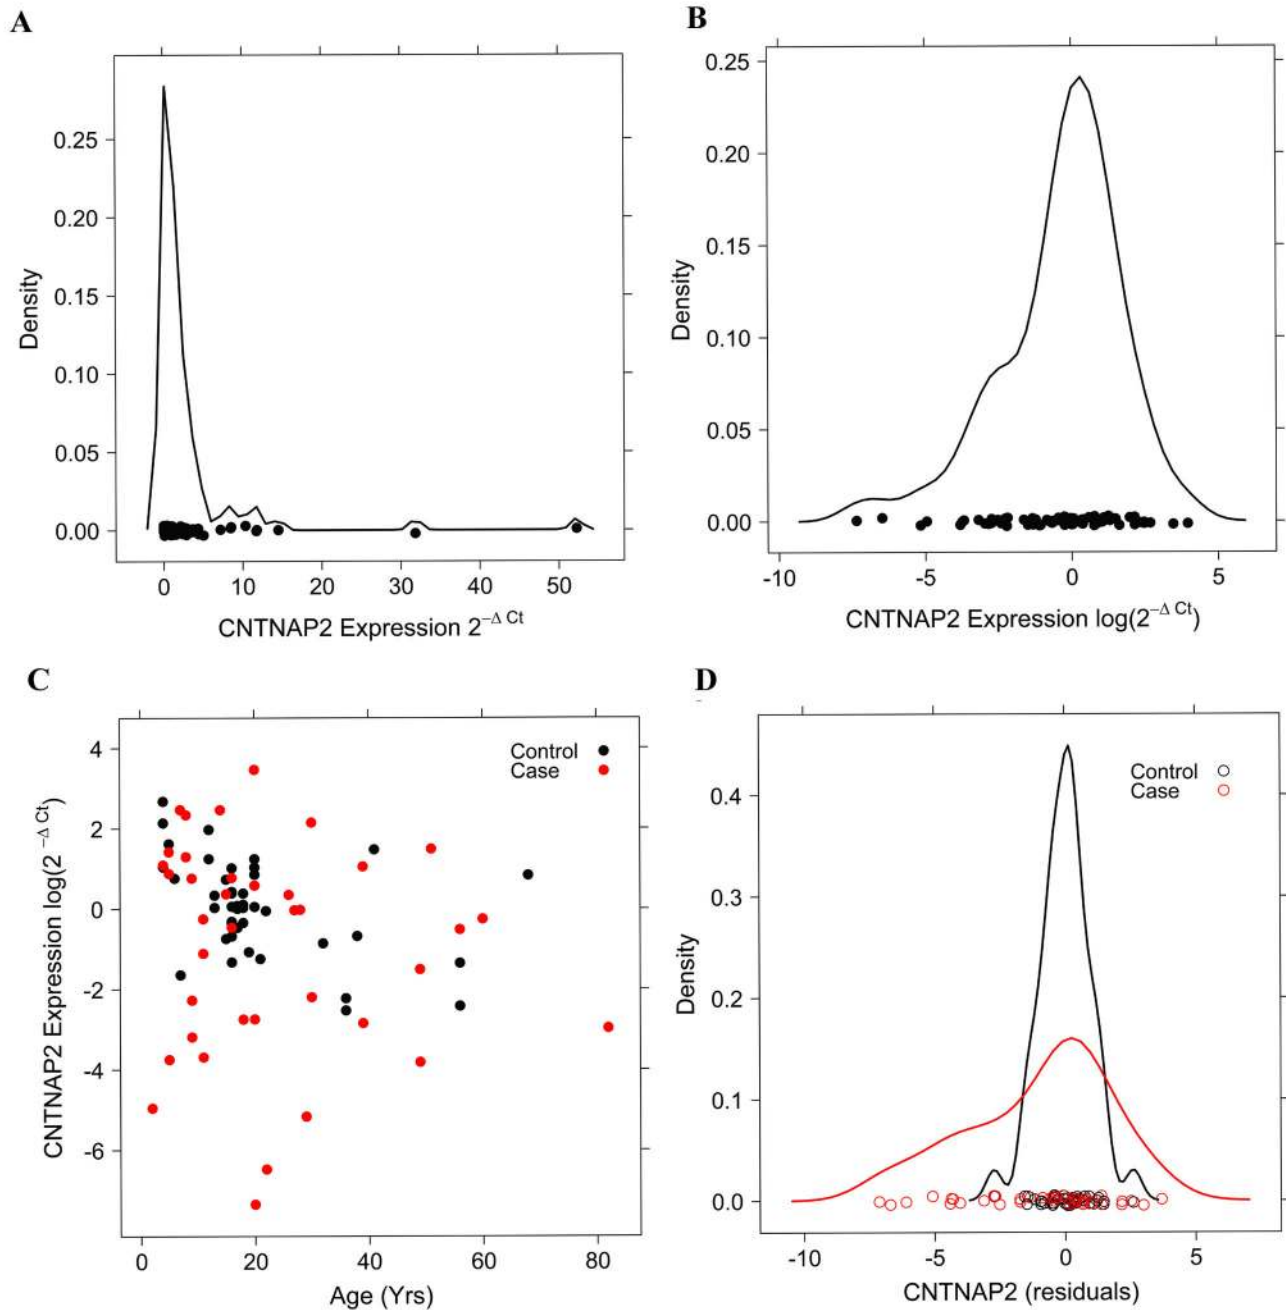 A
Density
0.25
0.20
0.15
0.10
0.05
0.00
0 10 20 30 40 50
CNTNAP2 Expression 2^−Δ Ct
B
Density
0.25
0.20
0.15
0.10
0.05
0.00
-10 -5 0 5
CNTNAP2 Expression log(2^−Δ Ct)
C
CNTNAP2 Expression log(2^−Δ Ct)
4
2
0
-2
-4
-6
Control
Case
0 20 40 60 80
Age (Yrs)
D
Density
0.4
0.3
0.2
0.1
0.0
Control
Case
-10 -5 0 5
CNTNAP2 (residuals)